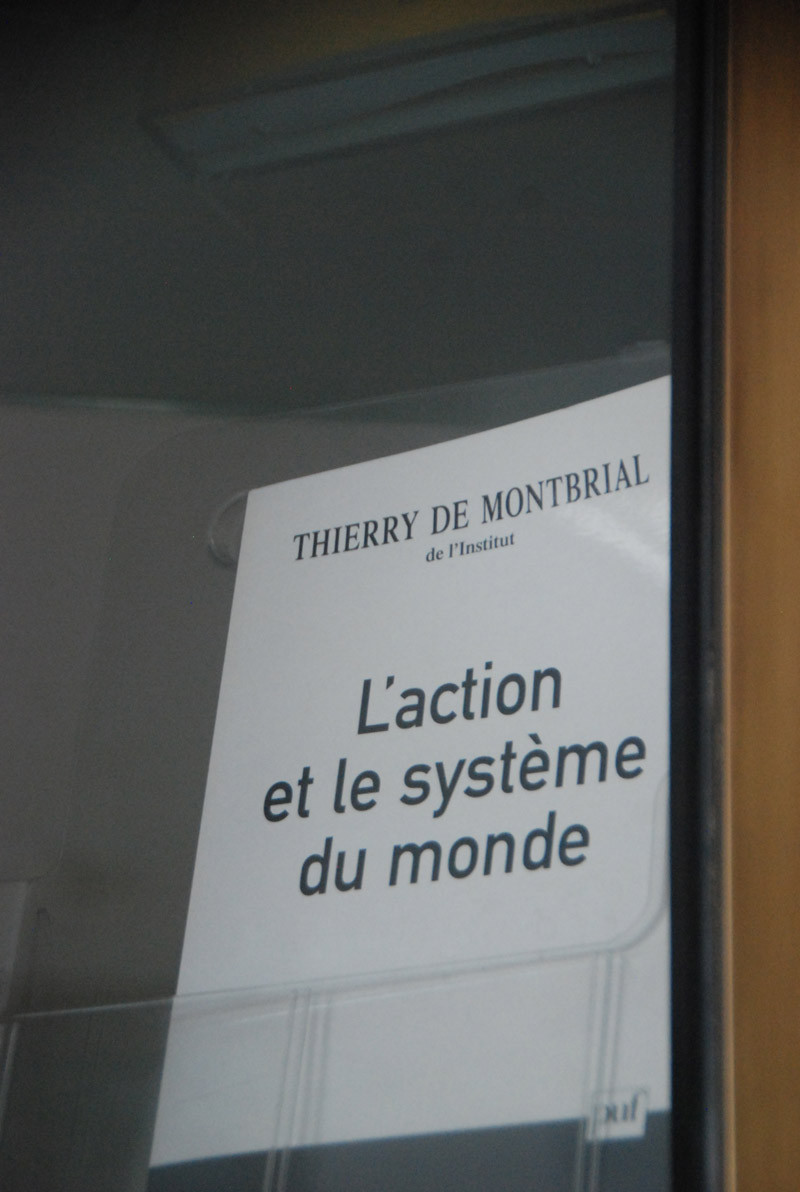 THIERRY DE MONTBRIAL
de l'Institut
L'action
et le système
du monde
puf